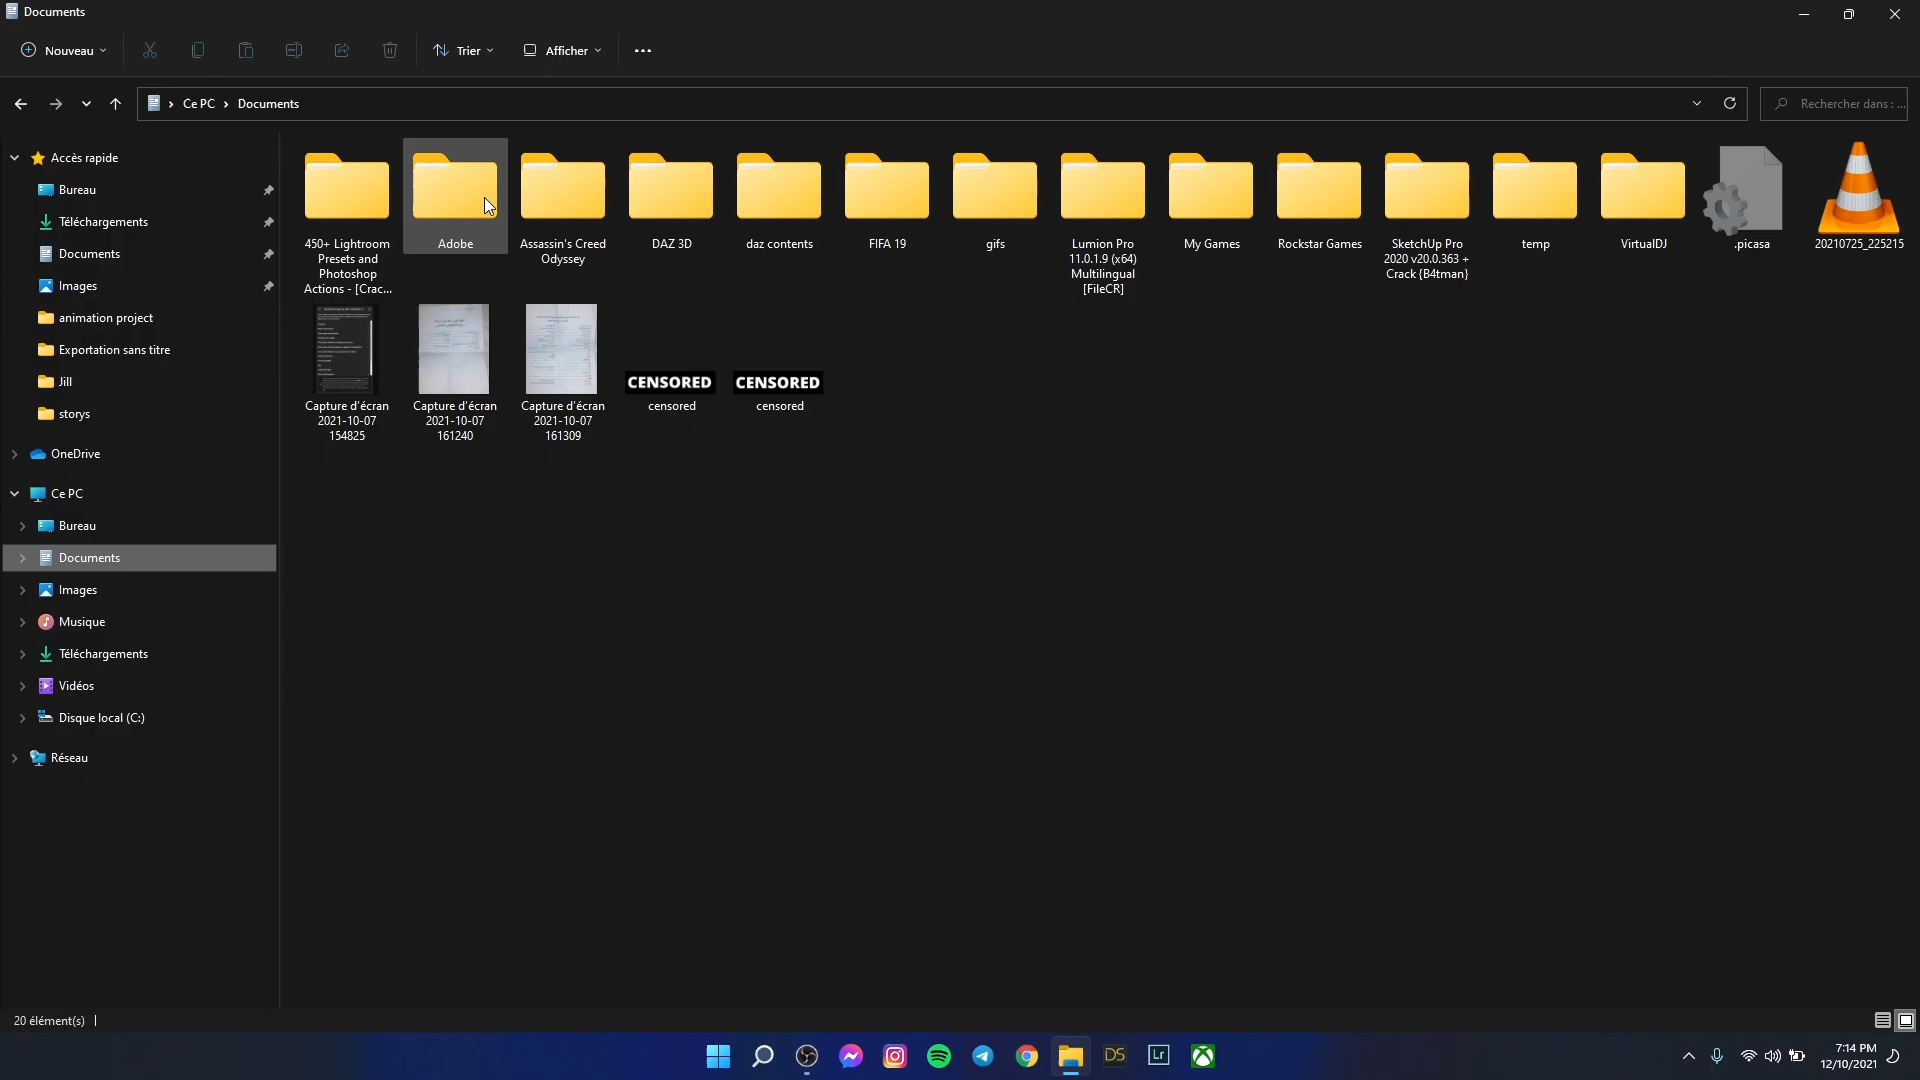 Documents
Nouveau
Trier
Afficher
Ce PC
Documents
Rechercher dans : ...
Accès rapide
Bureau
Téléchargements
Documents
Images
animation project
Exportation sans titre
Jill
storys
OneDrive
Ce PC
Bureau
Documents
Images
Musique
Téléchargements
Vidéos
Disque local (C:)
Réseau
450+ Lightroom
Presets and
Photoshop
Actions - [Crac...
Adobe
Assassin's Creed
Odyssey
DAZ 3D
daz contents
FIFA 19
gifs
Lumion Pro
11.0.1.9 (x64)
Multilingual
[FileCR]
My Games
Rockstar Games
SketchUp Pro
2020 v20.0.363 +
Crack {B4tman}
temp
VirtualDJ
.picasa
20210725_225215
Capture d'écran
2021-10-07
154825
Capture d'écran
2021-10-07
161240
Capture d'écran
2021-10-07
161309
CENSORED
censored
CENSORED
censored
20 élément(s)
DS
Lr
7:14 PM
12/10/2021